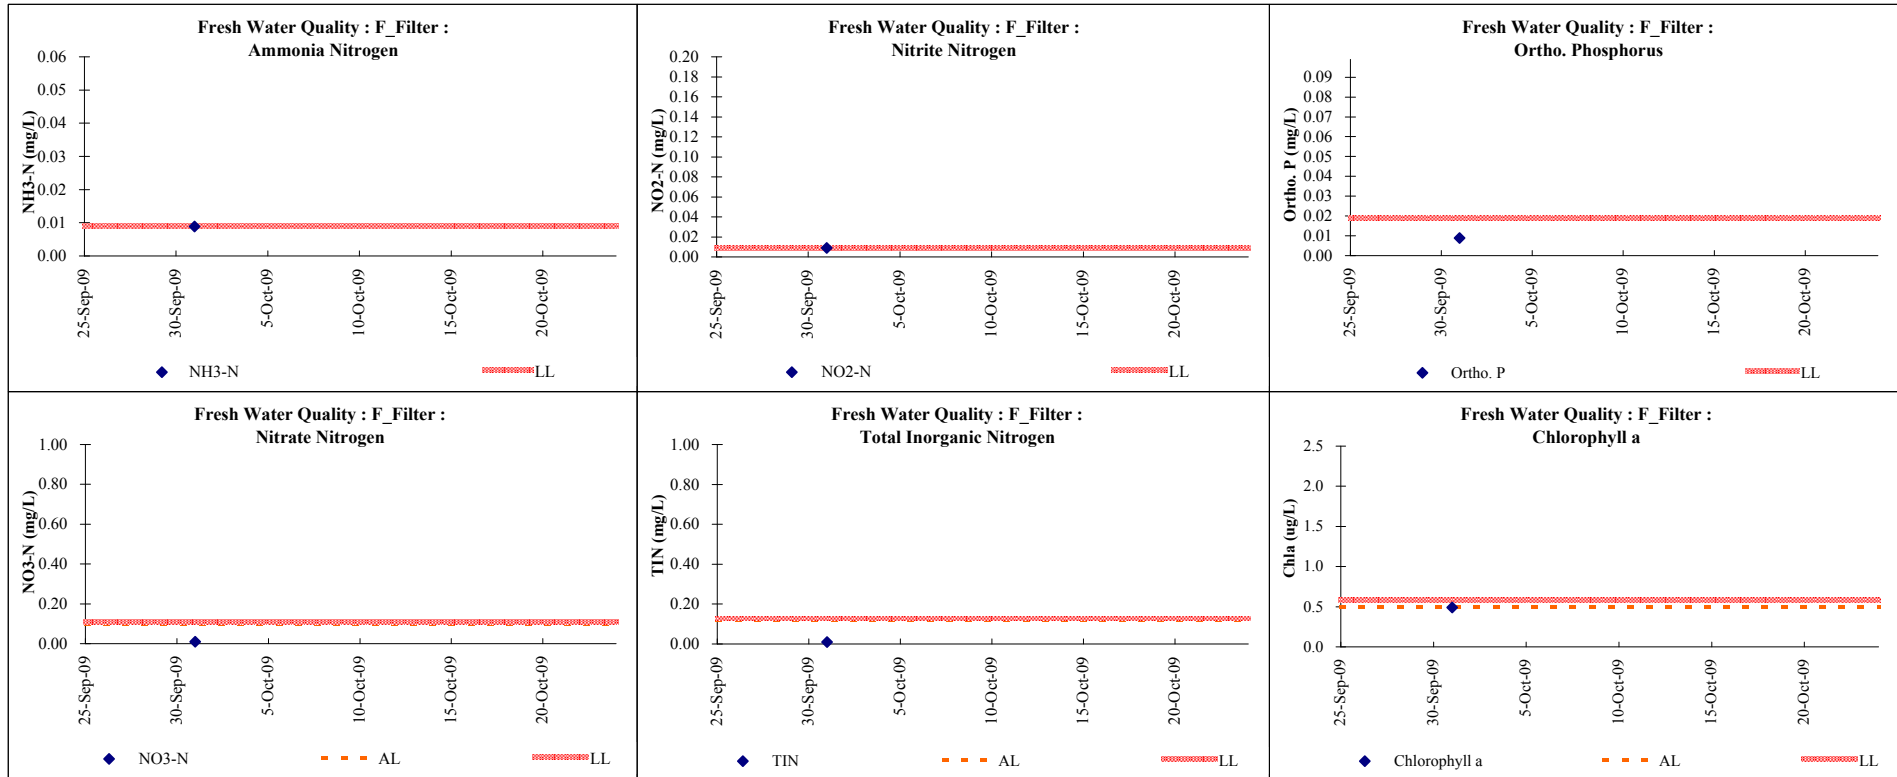 Fresh Water Quality : F_Filter :
Ammonia Nitrogen
NH3-N (mg/L)
0.06
0.05
0.04
0.03
0.02
0.01
0.00
25-Sep-09
30-Sep-09
5-Oct-09
10-Oct-09
15-Oct-09
20-Oct-09
NH3-N
LL
Fresh Water Quality : F_Filter :
Nitrite Nitrogen
NO2-N (mg/L)
0.20
0.18
0.16
0.14
0.12
0.10
0.08
0.06
0.04
0.02
0.00
25-Sep-09
30-Sep-09
5-Oct-09
10-Oct-09
15-Oct-09
20-Oct-09
NO2-N
LL
Fresh Water Quality : F_Filter :
Ortho. Phosphorus
Ortho. P (mg/L)
0.09
0.08
0.07
0.06
0.05
0.04
0.03
0.02
0.01
0.00
25-Sep-09
30-Sep-09
5-Oct-09
10-Oct-09
15-Oct-09
20-Oct-09
Ortho. P
LL
Fresh Water Quality : F_Filter :
Nitrate Nitrogen
NO3-N (mg/L)
1.00
0.80
0.60
0.40
0.20
0.00
25-Sep-09
30-Sep-09
5-Oct-09
10-Oct-09
15-Oct-09
20-Oct-09
NO3-N
AL
LL
Fresh Water Quality : F_Filter :
Total Inorganic Nitrogen
TIN (mg/L)
1.00
0.80
0.60
0.40
0.20
0.00
25-Sep-09
30-Sep-09
5-Oct-09
10-Oct-09
15-Oct-09
20-Oct-09
TIN
AL
LL
Fresh Water Quality : F_Filter :
Chlorophyll a
Chla (ug/L)
2.5
2.0
1.5
1.0
0.5
0.0
25-Sep-09
30-Sep-09
5-Oct-09
10-Oct-09
15-Oct-09
20-Oct-09
Chlorophyll a
AL
LL